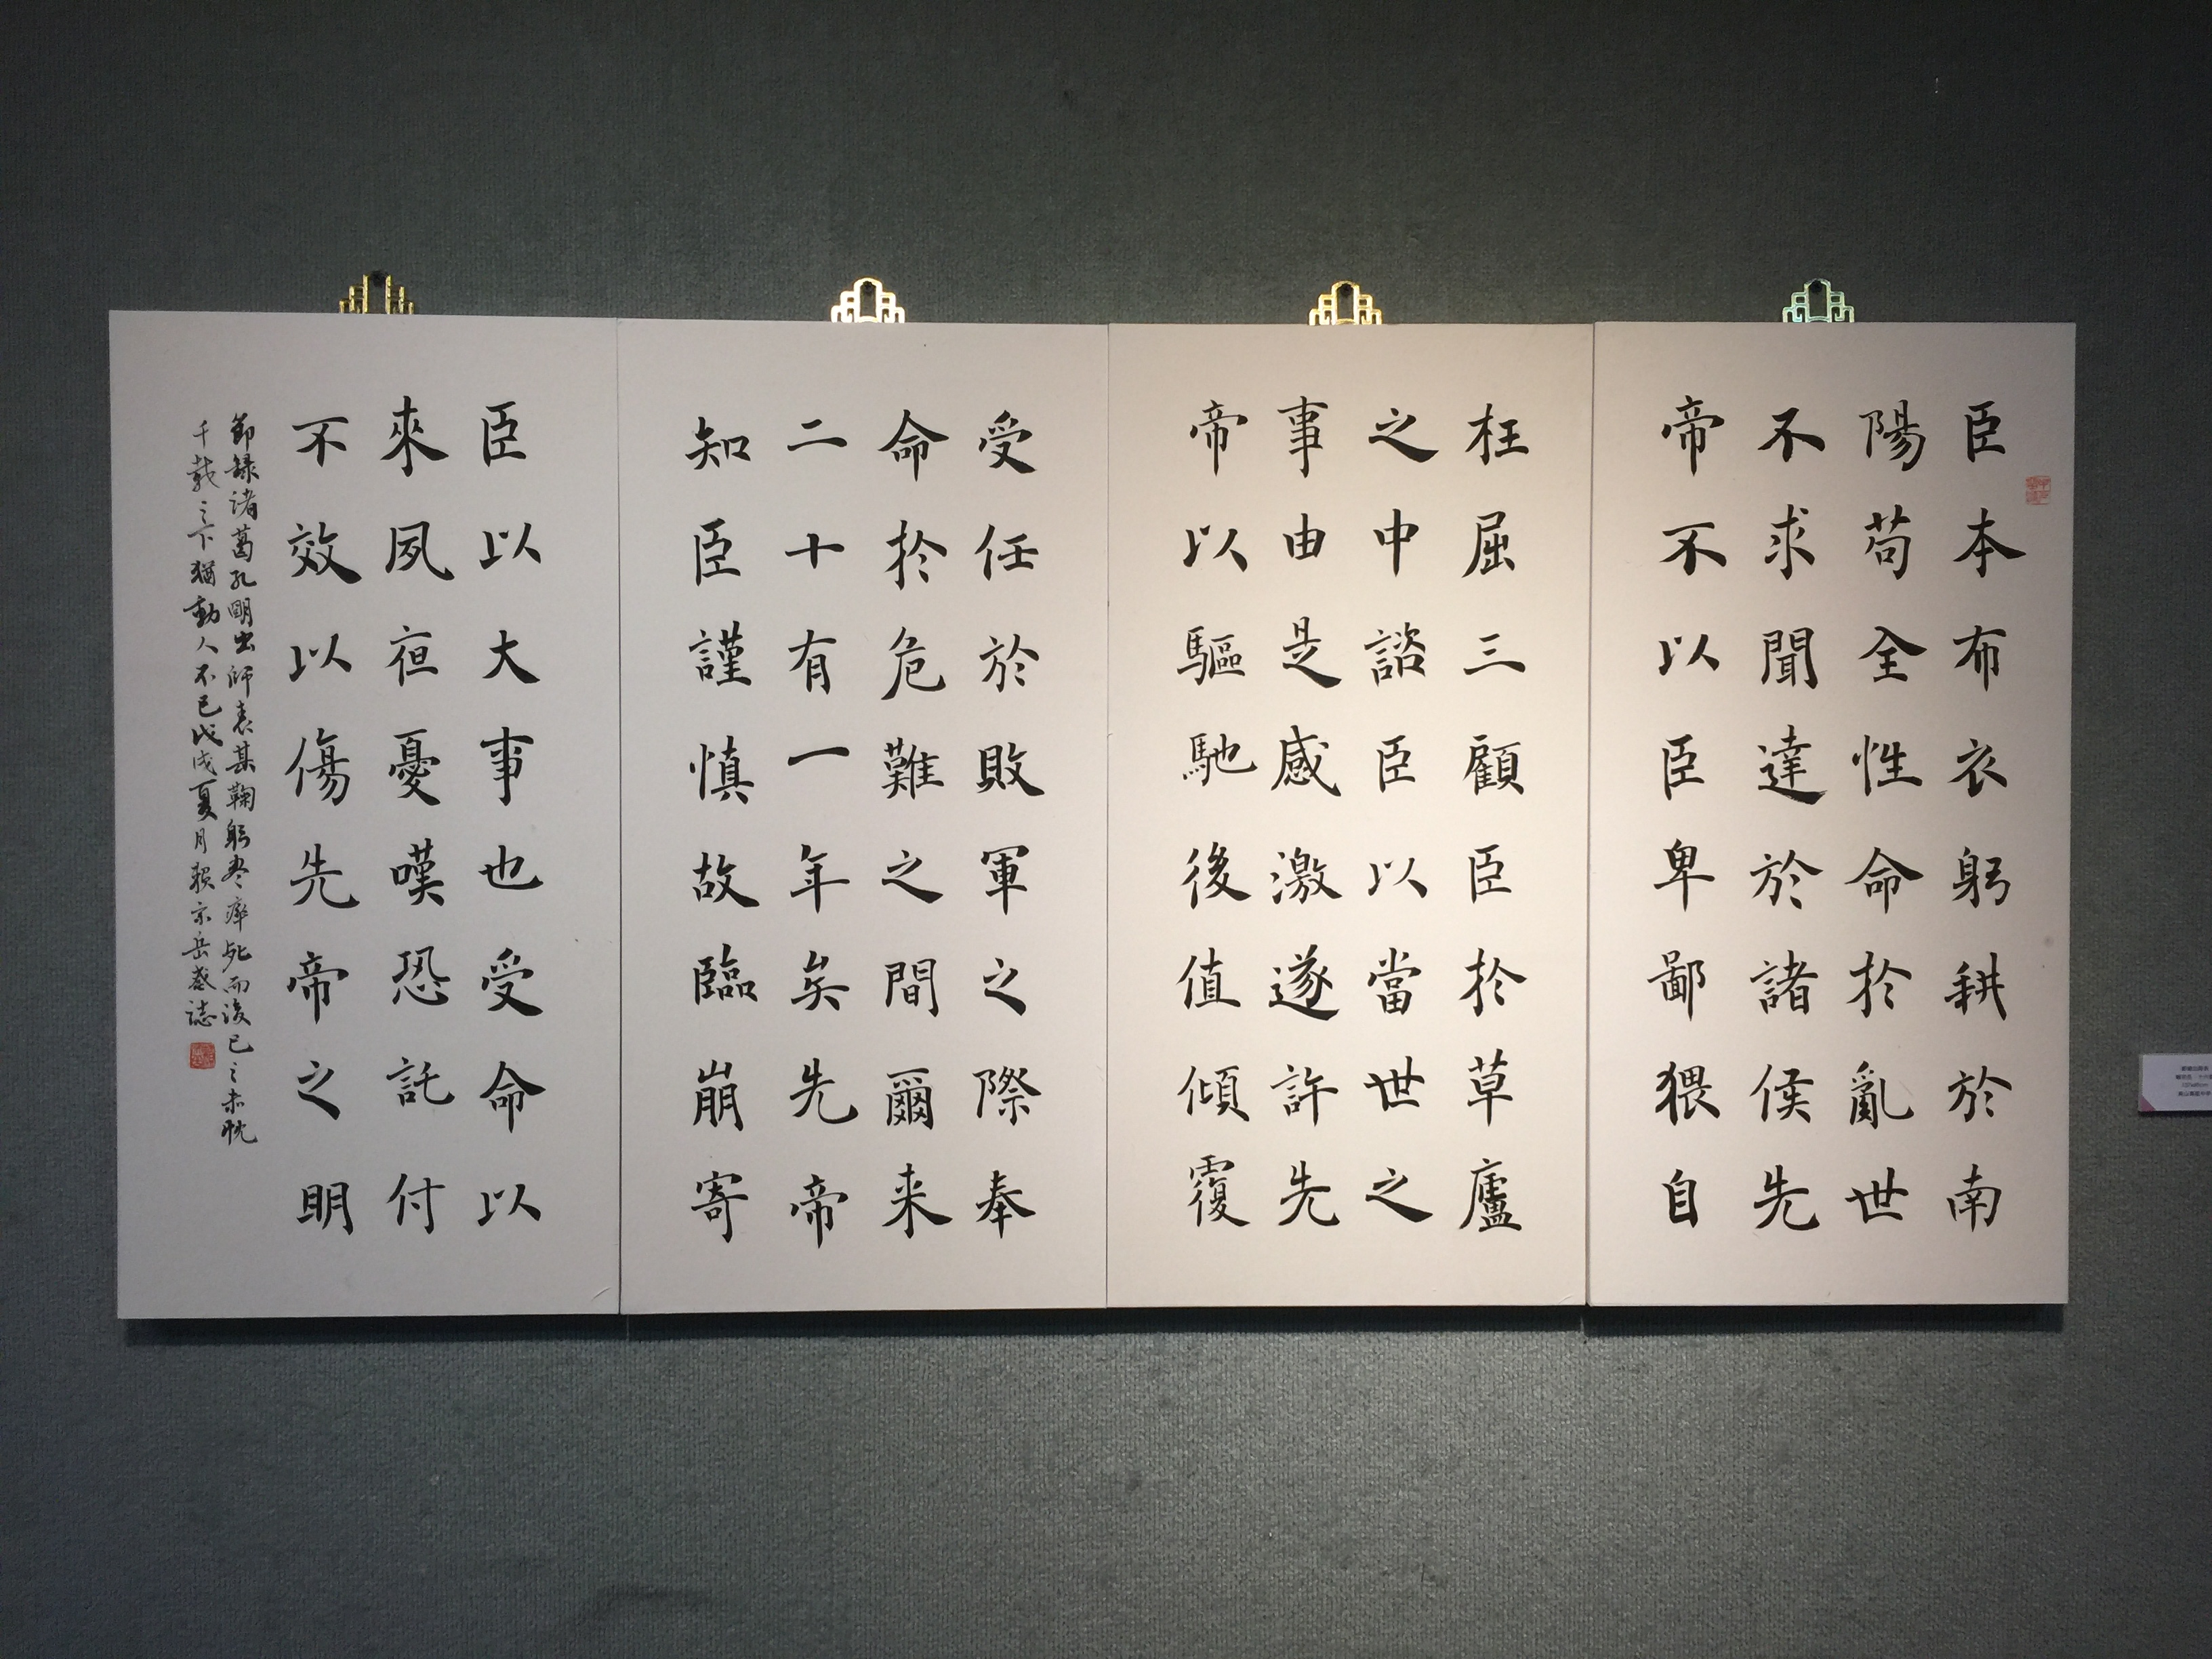 臣本布衣躬耕於南
陽苟全性命於亂世
不求聞達於諸侯先
帝不以臣卑鄙猥自
枉屈三顧臣於草廬
之中諮臣以當世之
事由是感激遂許先
帝以驅馳後值傾覆
受任於敗軍之際奉
命於危難之間爾来
二十有一年矣先帝
知臣謹慎故臨崩寄
臣以大事也受命以
來夙夜憂嘆恐託付
不效以傷先帝之明
節録諸葛孔明出師表其鞠躬盡瘁死而後已之赤忱
千載之下猶動人不已戊戌夏月賴宗岳恭誌